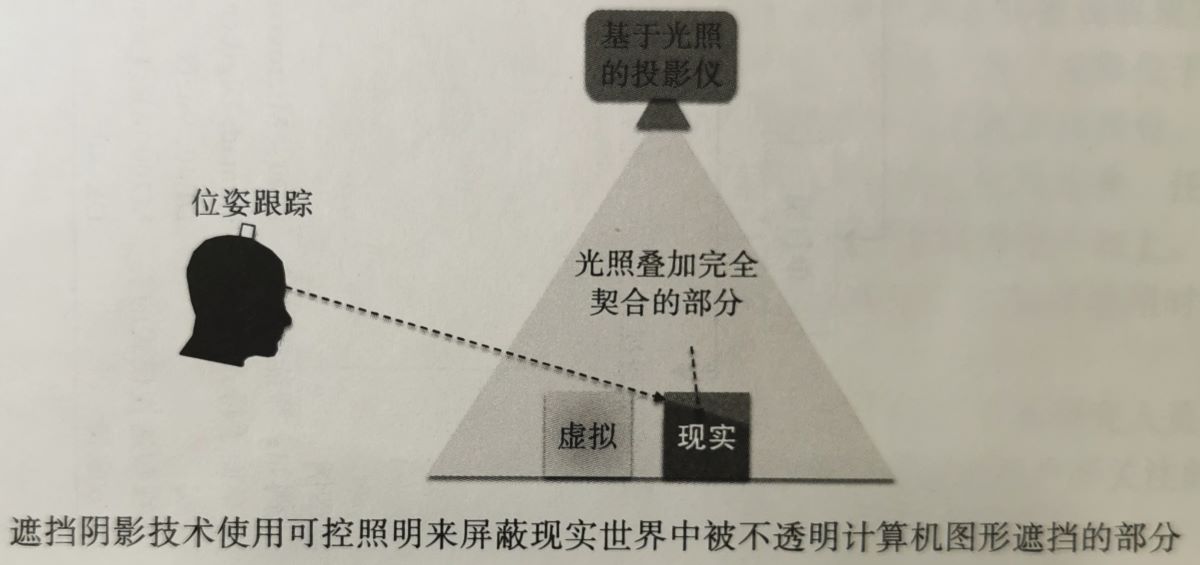 基于光照
的投影仪
位姿跟踪
光照叠加完全
契合的部分
虚拟
现实
遮挡阴影技术使用可控照明来屏蔽现实世界中被不透明计算机图形遮挡的部分